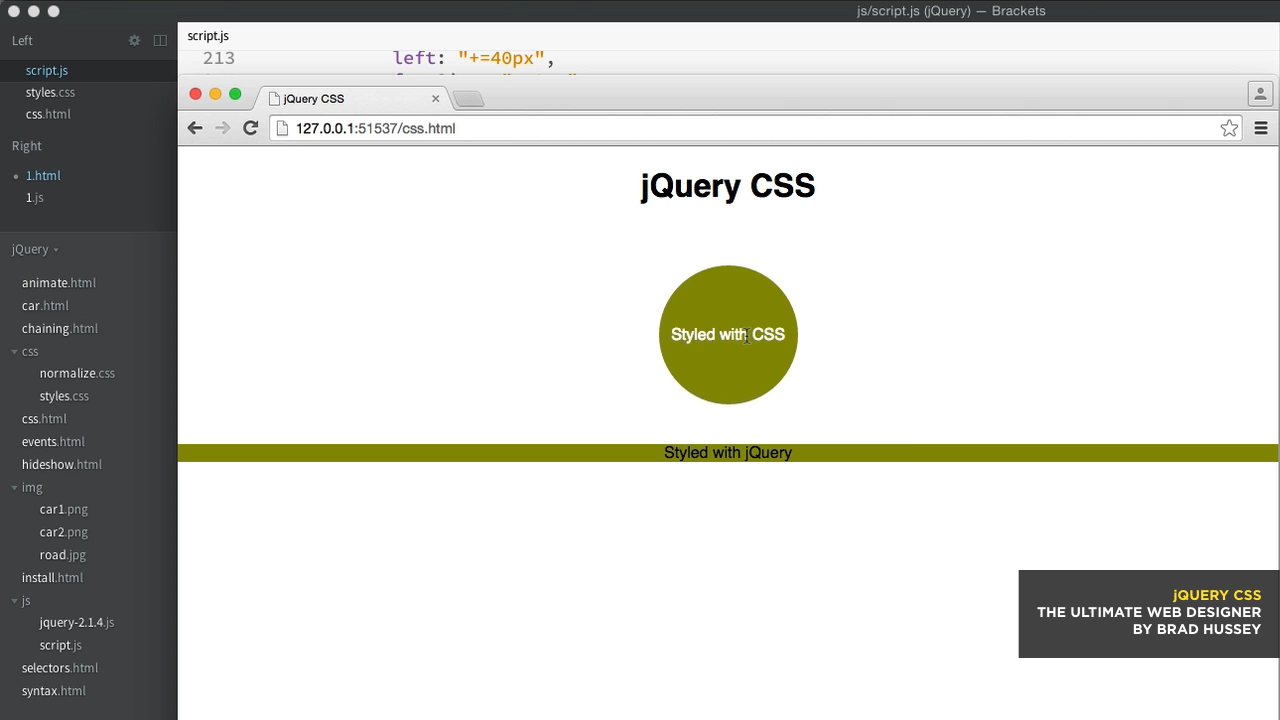 js/script.js (jQuery) — Brackets
Left
script.js
styles.css
css.html
Right
1.html
1.js
jQuery
animate.html
car.html
chaining.html
css
normalize.css
styles.css
css.html
events.html
hideshow.html
img
car1.png
car2.png
road.jpg
install.html
js
jquery-2.1.4.js
script.js
selectors.html
syntax.html
script.js
213 left: "+=40px",
jQuery CSS
127.0.0.1:51537/css.html
jQuery CSS
Styled with CSS
Styled with jQuery
jQUERY CSS
THE ULTIMATE WEB DESIGNER
BY BRAD HUSSEY